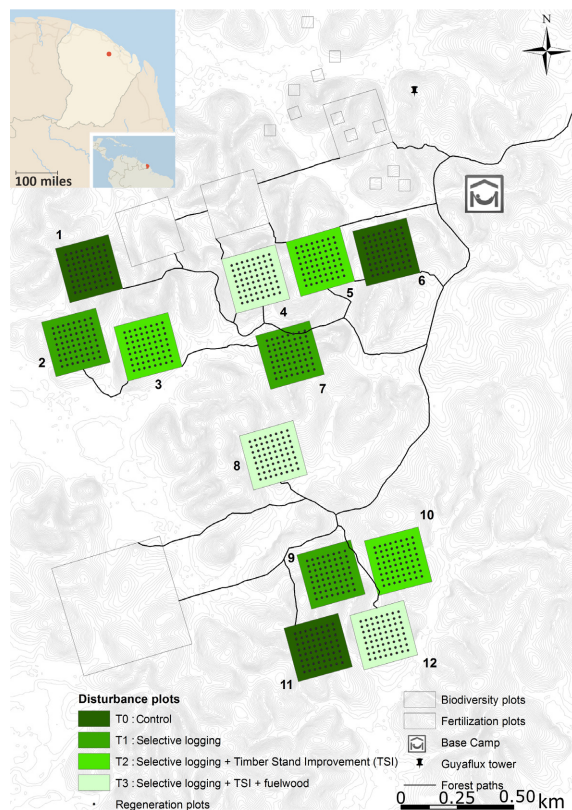 N
100 miles
1
2
3
4
5
6
7
8
9
10
11
12
Disturbance plots
T0 : Control
T1 : Selective logging
T2 : Selective logging + Timber Stand Improvement (TSI)
T3 : Selective logging + TSI + fuelwood
Regeneration plots
Biodiversity plots
Fertilization plots
Base Camp
Guyaflux tower
Forest paths
0 0.25 0.50 km